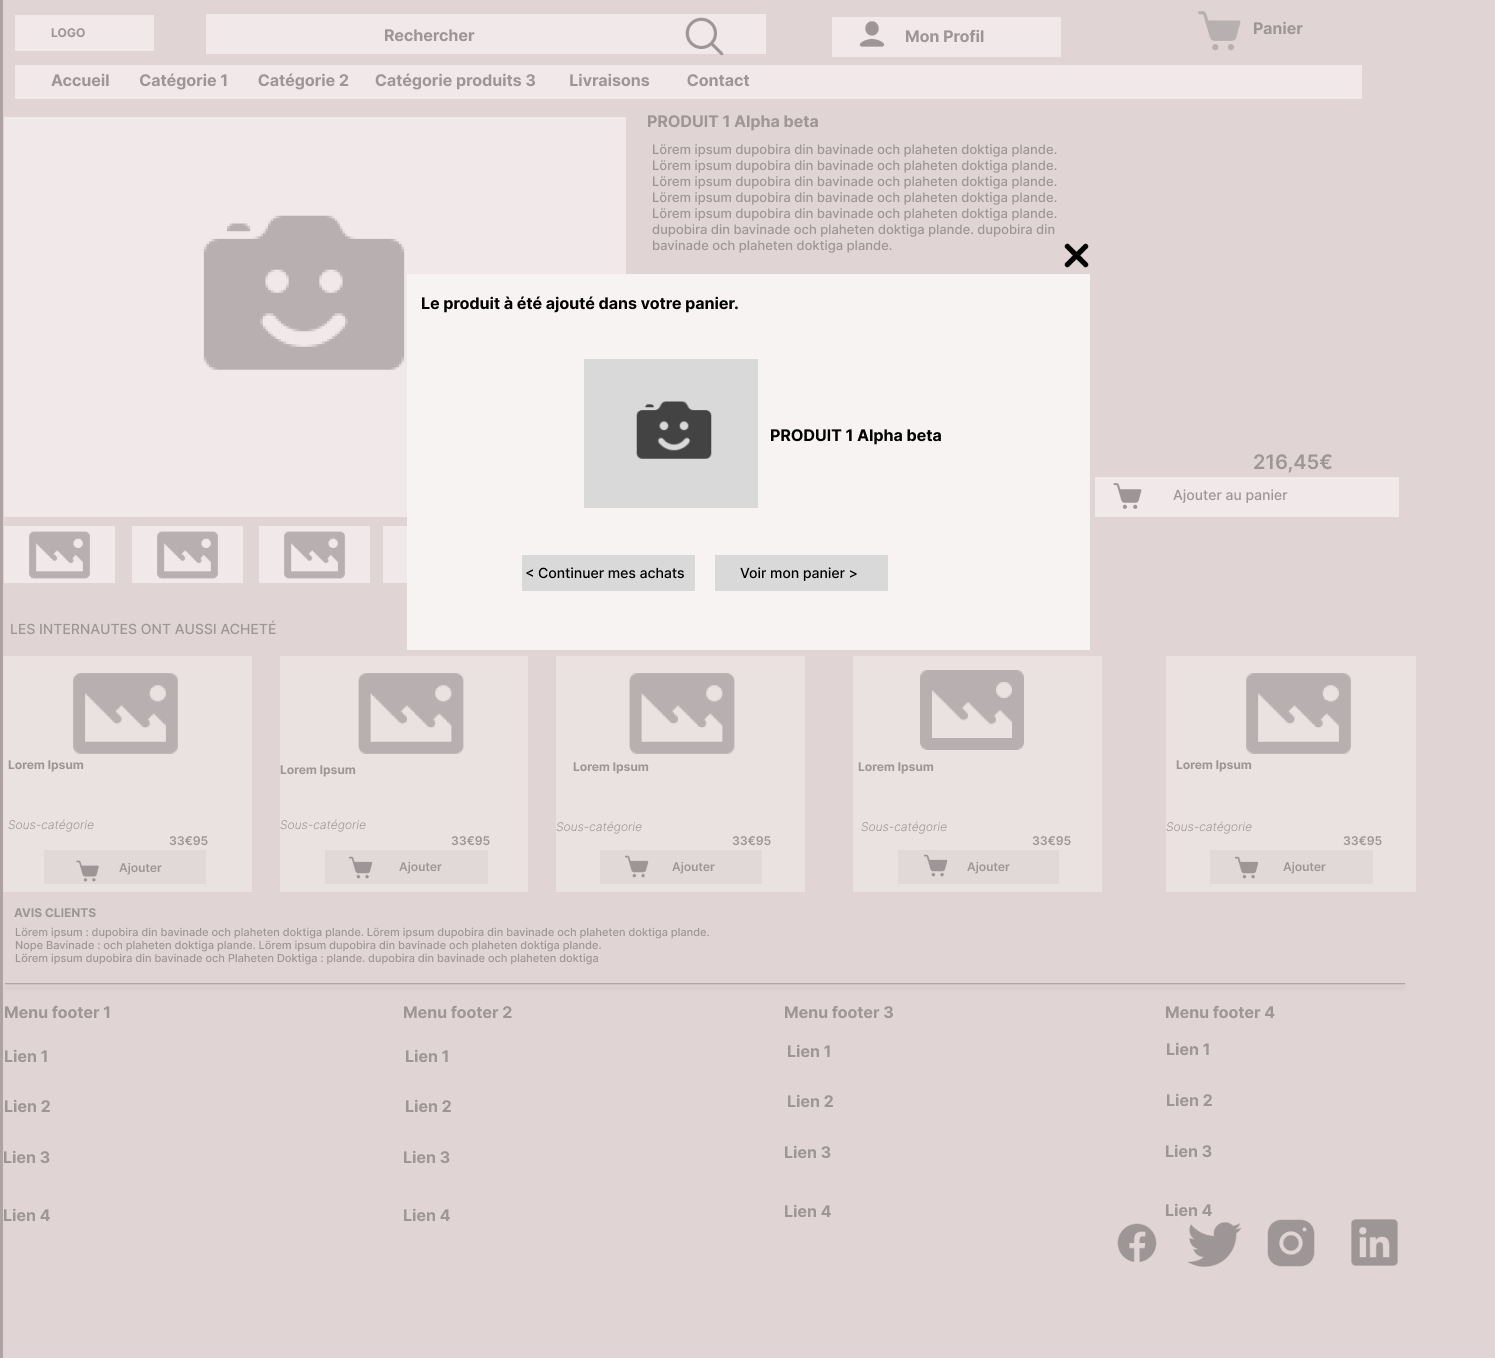 LOGO
Rechercher
Mon Profil
Panier
Accueil Catégorie 1 Catégorie 2 Catégorie produits 3 Livraisons Contact
PRODUIT 1 Alpha beta
Lörem ipsum dupobira din bavinade och plaheten doktiga plande.
Lörem ipsum dupobira din bavinade och plaheten doktiga plande.
Lörem ipsum dupobira din bavinade och plaheten doktiga plande.
Lörem ipsum dupobira din bavinade och plaheten doktiga plande.
Lörem ipsum dupobira din bavinade och plaheten doktiga plande.
dupobira din bavinade och plaheten doktiga plande. dupobira din
bavinade och plaheten doktiga plande.
Le produit à été ajouté dans votre panier.
PRODUIT 1 Alpha beta
< Continuer mes achats
Voir mon panier >
216,45€
Ajouter au panier
LES INTERNAUTES ONT AUSSI ACHETÉ
Lorem Ipsum
Sous-catégorie
33€95
Ajouter
Lorem Ipsum
Sous-catégorie
33€95
Ajouter
Lorem Ipsum
Sous-catégorie
33€95
Ajouter
Lorem Ipsum
Sous-catégorie
33€95
Ajouter
Lorem Ipsum
Sous-catégorie
33€95
Ajouter
AVIS CLIENTS
Lörem ipsum : dupobira din bavinade och plaheten doktiga plande. Lörem ipsum dupobira din bavinade och plaheten doktiga plande.
Nope Bavinade : och plaheten doktiga plande. Lörem ipsum dupobira din bavinade och plaheten doktiga plande.
Lörem ipsum dupobira din bavinade och Plaheten Doktiga : plande. dupobira din bavinade och plaheten doktiga
Menu footer 1
Lien 1
Lien 2
Lien 3
Lien 4
Menu footer 2
Lien 1
Lien 2
Lien 3
Lien 4
Menu footer 3
Lien 1
Lien 2
Lien 3
Lien 4
Menu footer 4
Lien 1
Lien 2
Lien 3
Lien 4